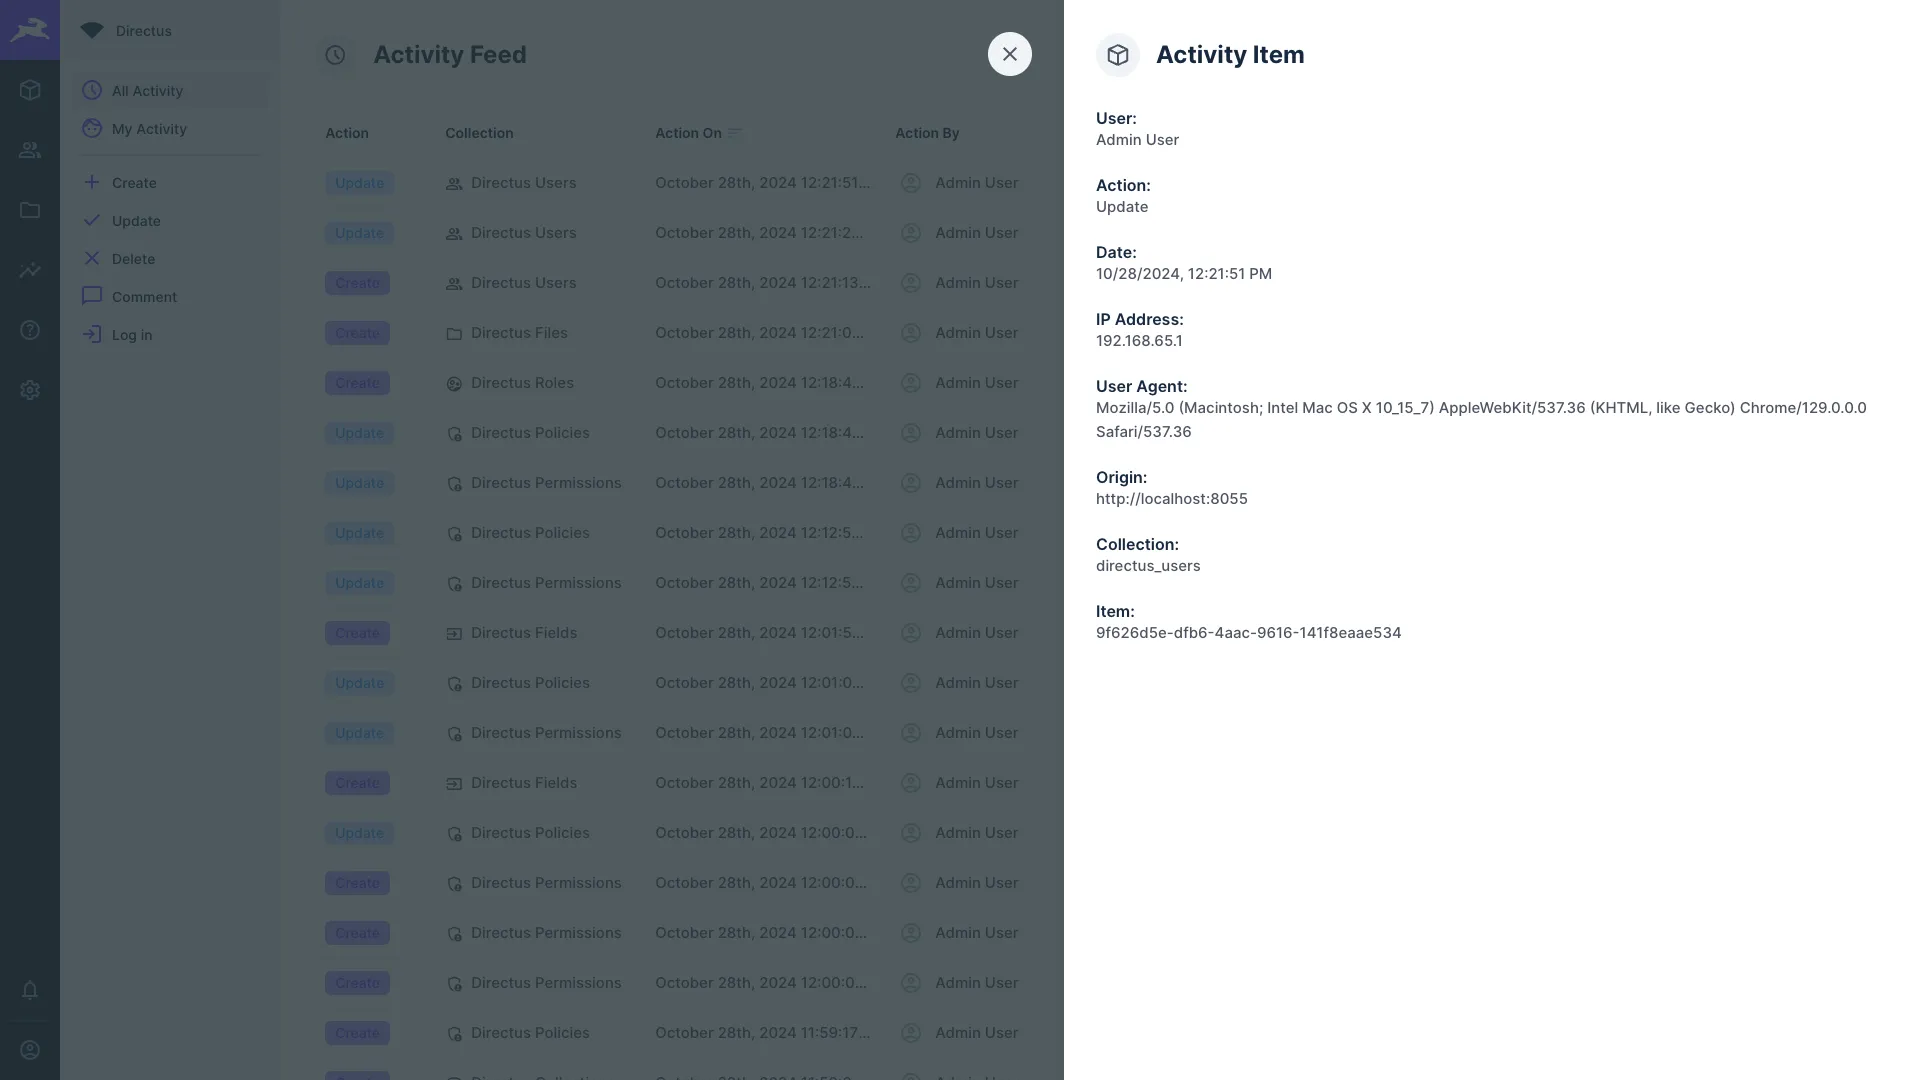 Directus
All Activity
My Activity
Create
Update
Delete
Comment
Log in
Activity Feed
Action Collection Action On Action By
Update Directus Users October 28th, 2024 12:21:51... Admin User
Update Directus Users October 28th, 2024 12:21:2... Admin User
Create Directus Users October 28th, 2024 12:21:13... Admin User
Create Directus Files October 28th, 2024 12:21:0... Admin User
Create Directus Roles October 28th, 2024 12:18:4... Admin User
Update Directus Policies October 28th, 2024 12:18:4... Admin User
Update Directus Permissions October 28th, 2024 12:18:4... Admin User
Update Directus Policies October 28th, 2024 12:12:5... Admin User
Update Directus Permissions October 28th, 2024 12:12:5... Admin User
Create Directus Fields October 28th, 2024 12:01:5... Admin User
Update Directus Policies October 28th, 2024 12:01:0... Admin User
Update Directus Permissions October 28th, 2024 12:01:0... Admin User
Create Directus Fields October 28th, 2024 12:00:1... Admin User
Update Directus Policies October 28th, 2024 12:00:0... Admin User
Create Directus Permissions October 28th, 2024 12:00:0... Admin User
Create Directus Permissions October 28th, 2024 12:00:0... Admin User
Create Directus Permissions October 28th, 2024 12:00:0... Admin User
Create Directus Policies October 28th, 2024 11:59:17... Admin User
Activity Item
User:
Admin User
Action:
Update
Date:
10/28/2024, 12:21:51 PM
IP Address:
192.168.65.1
User Agent:
Mozilla/5.0 (Macintosh; Intel Mac OS X 10_15_7) AppleWebKit/537.36 (KHTML, like Gecko) Chrome/129.0.0.0
Safari/537.36
Origin:
http://localhost:8055
Collection:
directus_users
Item:
9f626d5e-dfb6-4aac-9616-141f8eaae534